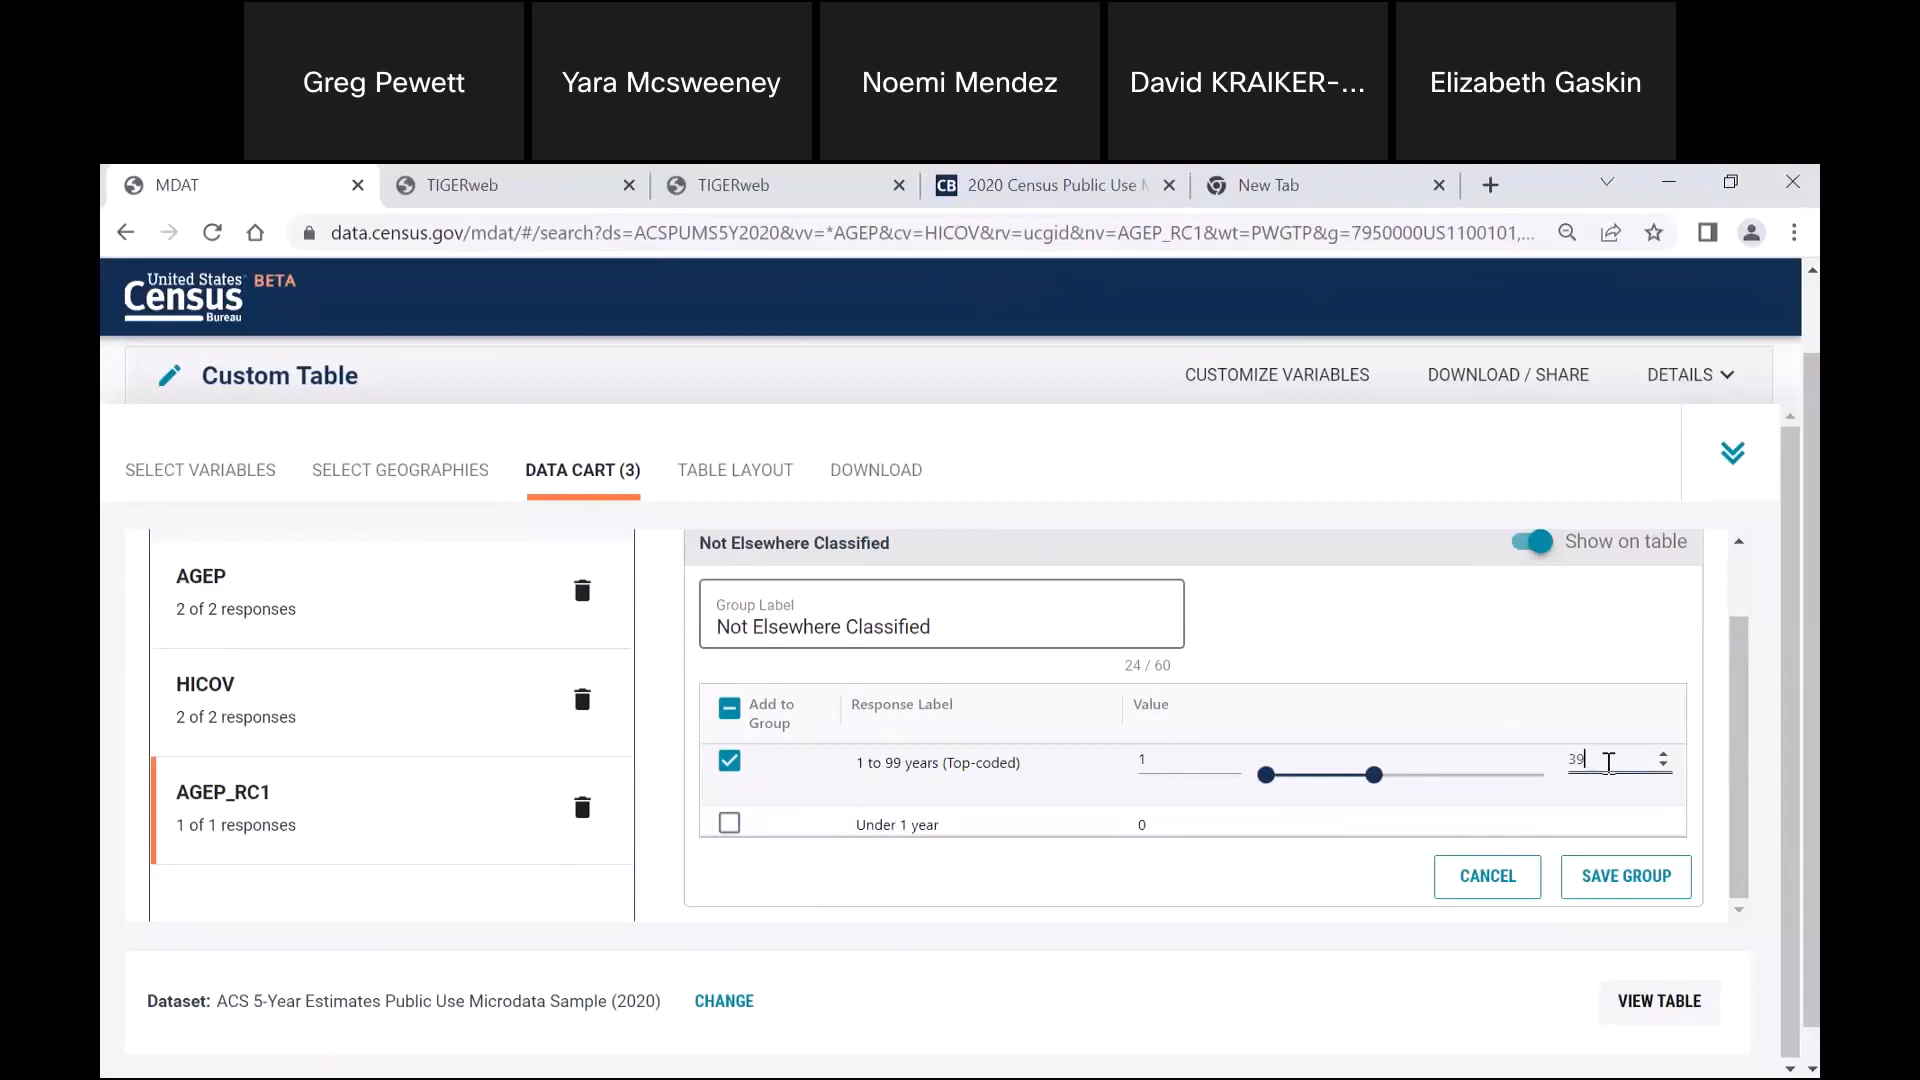 Greg Pewett
Yara Mcsweeney
Noemi Mendez
David KRAIKER-...
Elizabeth Gaskin
MDAT
TIGERweb
TIGERweb
CB 2020 Census Public Use
New Tab
data.census.gov/mdat/#/search?ds=ACSPUMS5Y2020&vv=*AGEP&cv=HICOV&rv=ucgid&nv=AGEP_RC1&wt=PWGTP&g=7950000US1100101,...
United States
Census
Bureau
BETA
Custom Table
CUSTOMIZE VARIABLES
DOWNLOAD / SHARE
DETAILS
SELECT VARIABLES
SELECT GEOGRAPHIES
DATA CART (3)
TABLE LAYOUT
DOWNLOAD
AGEP
2 of 2 responses
HICOV
2 of 2 responses
AGEP_RC1
1 of 1 responses
Not Elsewhere Classified
Show on table
Group Label
Not Elsewhere Classified
24 / 60
Add to
Group
Response Label
Value
1 to 99 years (Top-coded)
1
39
Under 1 year
0
CANCEL
SAVE GROUP
Dataset: ACS 5-Year Estimates Public Use Microdata Sample (2020)
CHANGE
VIEW TABLE